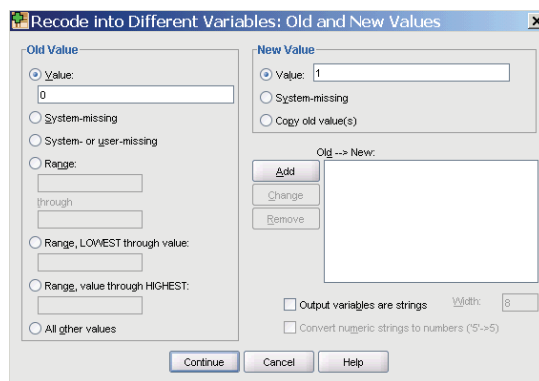 Recode into Different Variables: Old and New Values
Old Value
Value:
0
System-missing
System- or user-missing
Range:
through
Range, LOWEST through value:
Range, value through HIGHEST:
All other values
New Value
Value: 1
System-missing
Copy old value(s)
Old --> New:
Add
Change
Remove
Output variables are strings Width: 8
Convert numeric strings to numbers ('5'->5)
Continue Cancel Help